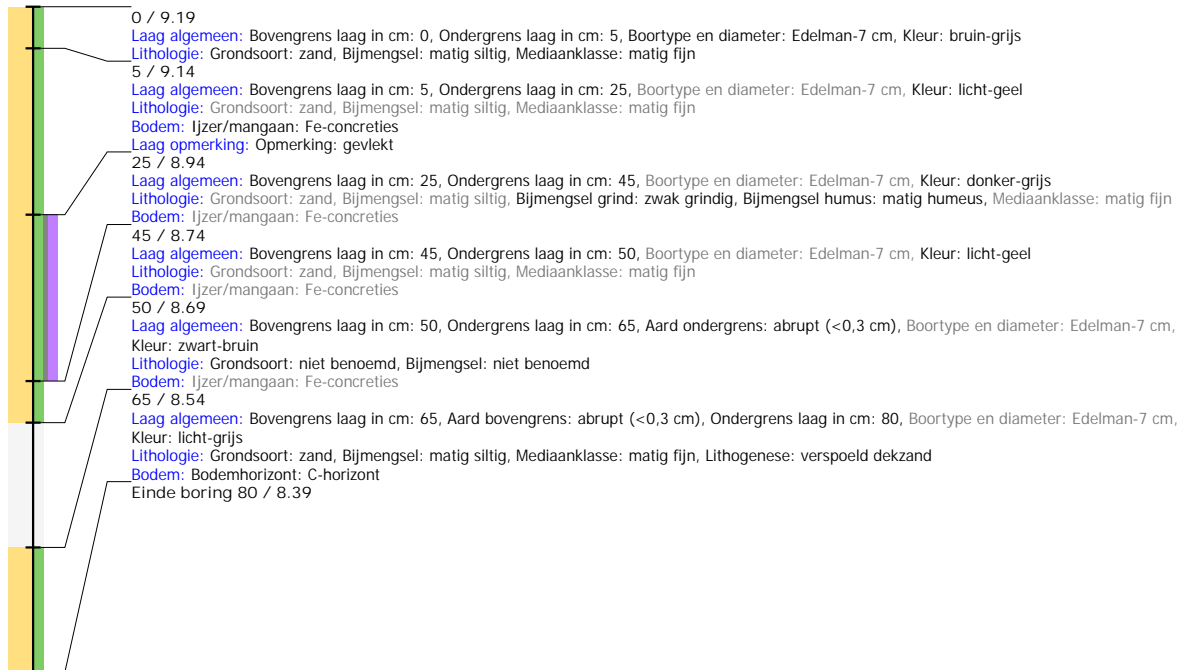 0 / 9.19
Laag algemeen: Bovengrens laag in cm: 0, Ondergrens laag in cm: 5, Boortype en diameter: Edelman-7 cm, Kleur: bruin-grijs
Lithologie: Grondsoort: zand, Bijmengsel: matig siltig, Mediaanklasse: matig fijn
5 / 9.14
Laag algemeen: Bovengrens laag in cm: 5, Ondergrens laag in cm: 25, Boortype en diameter: Edelman-7 cm, Kleur: licht-geel
Lithologie: Grondsoort: zand, Bijmengsel: matig siltig, Mediaanklasse: matig fijn
Bodem: Ijzer/mangaan: Fe-concreties
Laag opmerking: Opmerking: gevlekt
25 / 8.94
Laag algemeen: Bovengrens laag in cm: 25, Ondergrens laag in cm: 45, Boortype en diameter: Edelman-7 cm, Kleur: donker-grijs
Lithologie: Grondsoort: zand, Bijmengsel: matig siltig, Bijmengsel grind: zwak grindig, Bijmengsel humus: matig humeus, Mediaanklasse: matig fijn
Bodem: Ijzer/mangaan: Fe-concreties
45 / 8.74
Laag algemeen: Bovengrens laag in cm: 45, Ondergrens laag in cm: 50, Boortype en diameter: Edelman-7 cm, Kleur: licht-geel
Lithologie: Grondsoort: zand, Bijmengsel: matig siltig, Mediaanklasse: matig fijn
Bodem: Ijzer/mangaan: Fe-concreties
50 / 8.69
Laag algemeen: Bovengrens laag in cm: 50, Ondergrens laag in cm: 65, Aard ondergrens: abrupt (<0,3 cm), Boortype en diameter: Edelman-7 cm,
Kleur: zwart-bruin
Lithologie: Grondsoort: niet benoemd, Bijmengsel: niet benoemd
Bodem: Ijzer/mangaan: Fe-concreties
65 / 8.54
Laag algemeen: Bovengrens laag in cm: 65, Aard bovengrens: abrupt (<0,3 cm), Ondergrens laag in cm: 80, Boortype en diameter: Edelman-7 cm,
Kleur: licht-grijs
Lithologie: Grondsoort: zand, Bijmengsel: matig siltig, Mediaanklasse: matig fijn, Lithogenese: verspoeld dekzand
Bodem: Bodemhorizont: C-horizont
Einde boring 80 / 8.39